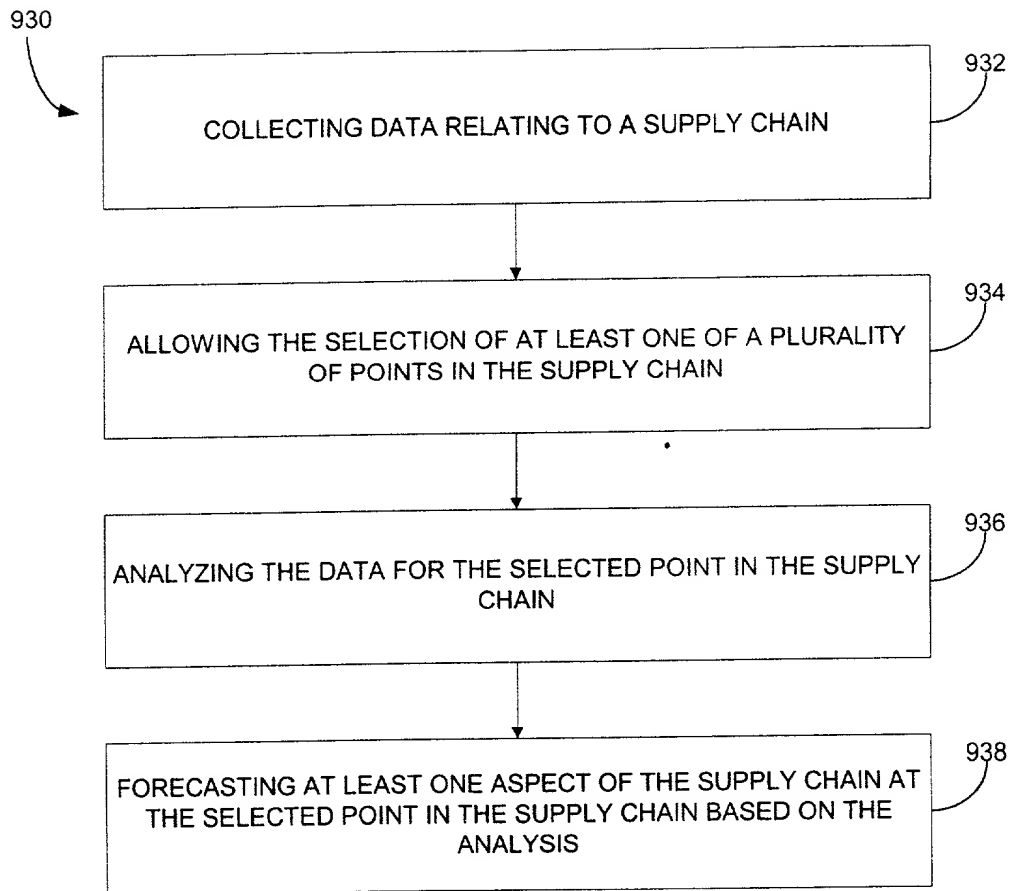 930
932
COLLECTING DATA RELATING TO A SUPPLY CHAIN
934
ALLOWING THE SELECTION OF AT LEAST ONE OF A PLURALITY
OF POINTS IN THE SUPPLY CHAIN
936
ANALYZING THE DATA FOR THE SELECTED POINT IN THE SUPPLY
CHAIN
938
FORECASTING AT LEAST ONE ASPECT OF THE SUPPLY CHAIN AT
THE SELECTED POINT IN THE SUPPLY CHAIN BASED ON THE
ANALYSIS